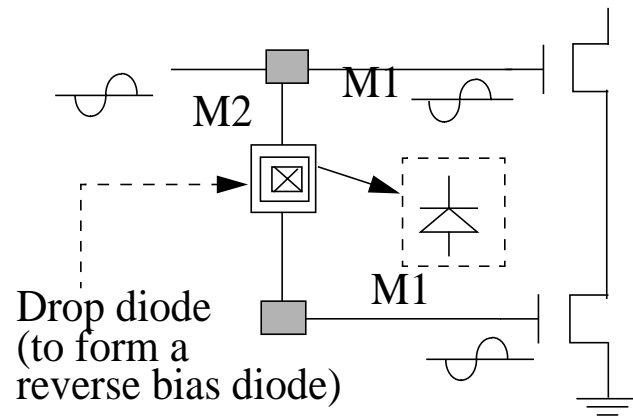 M1
M2
M1
Drop diode
(to form a
reverse bias diode)